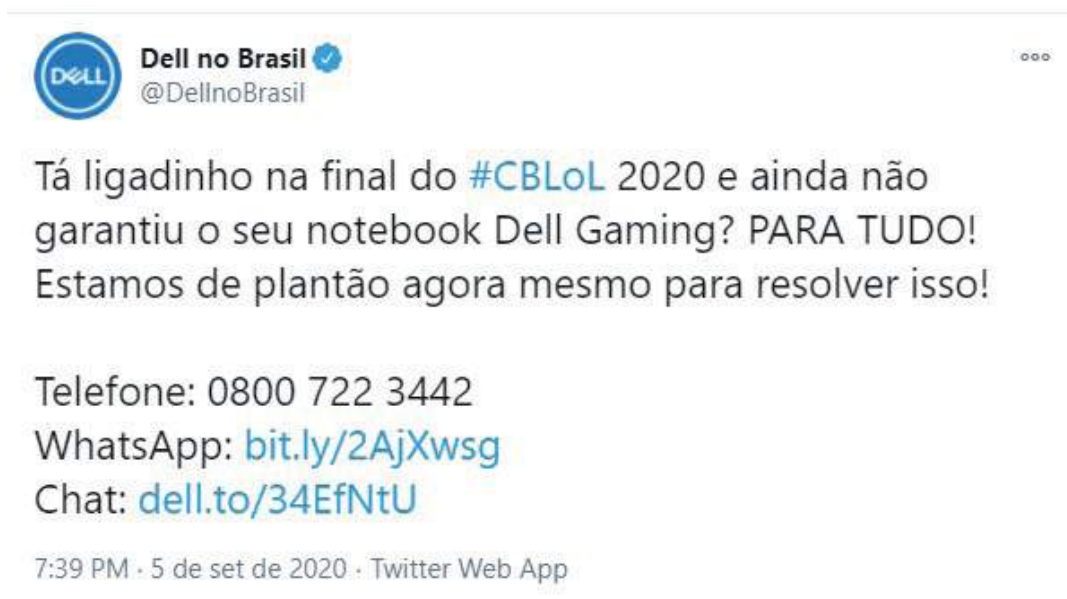 DELL
Dell no Brasil
@DellnoBrasil
Tá ligadinho na final do #CBLoL 2020 e ainda não
garantiu o seu notebook Dell Gaming? PARA TUDO!
Estamos de plantão agora mesmo para resolver isso!
Telefone: 0800 722 3442
WhatsApp: bit.ly/2AjXwsg
Chat: dell.to/34EfNtU
7:39 PM · 5 de set de 2020 · Twitter Web App